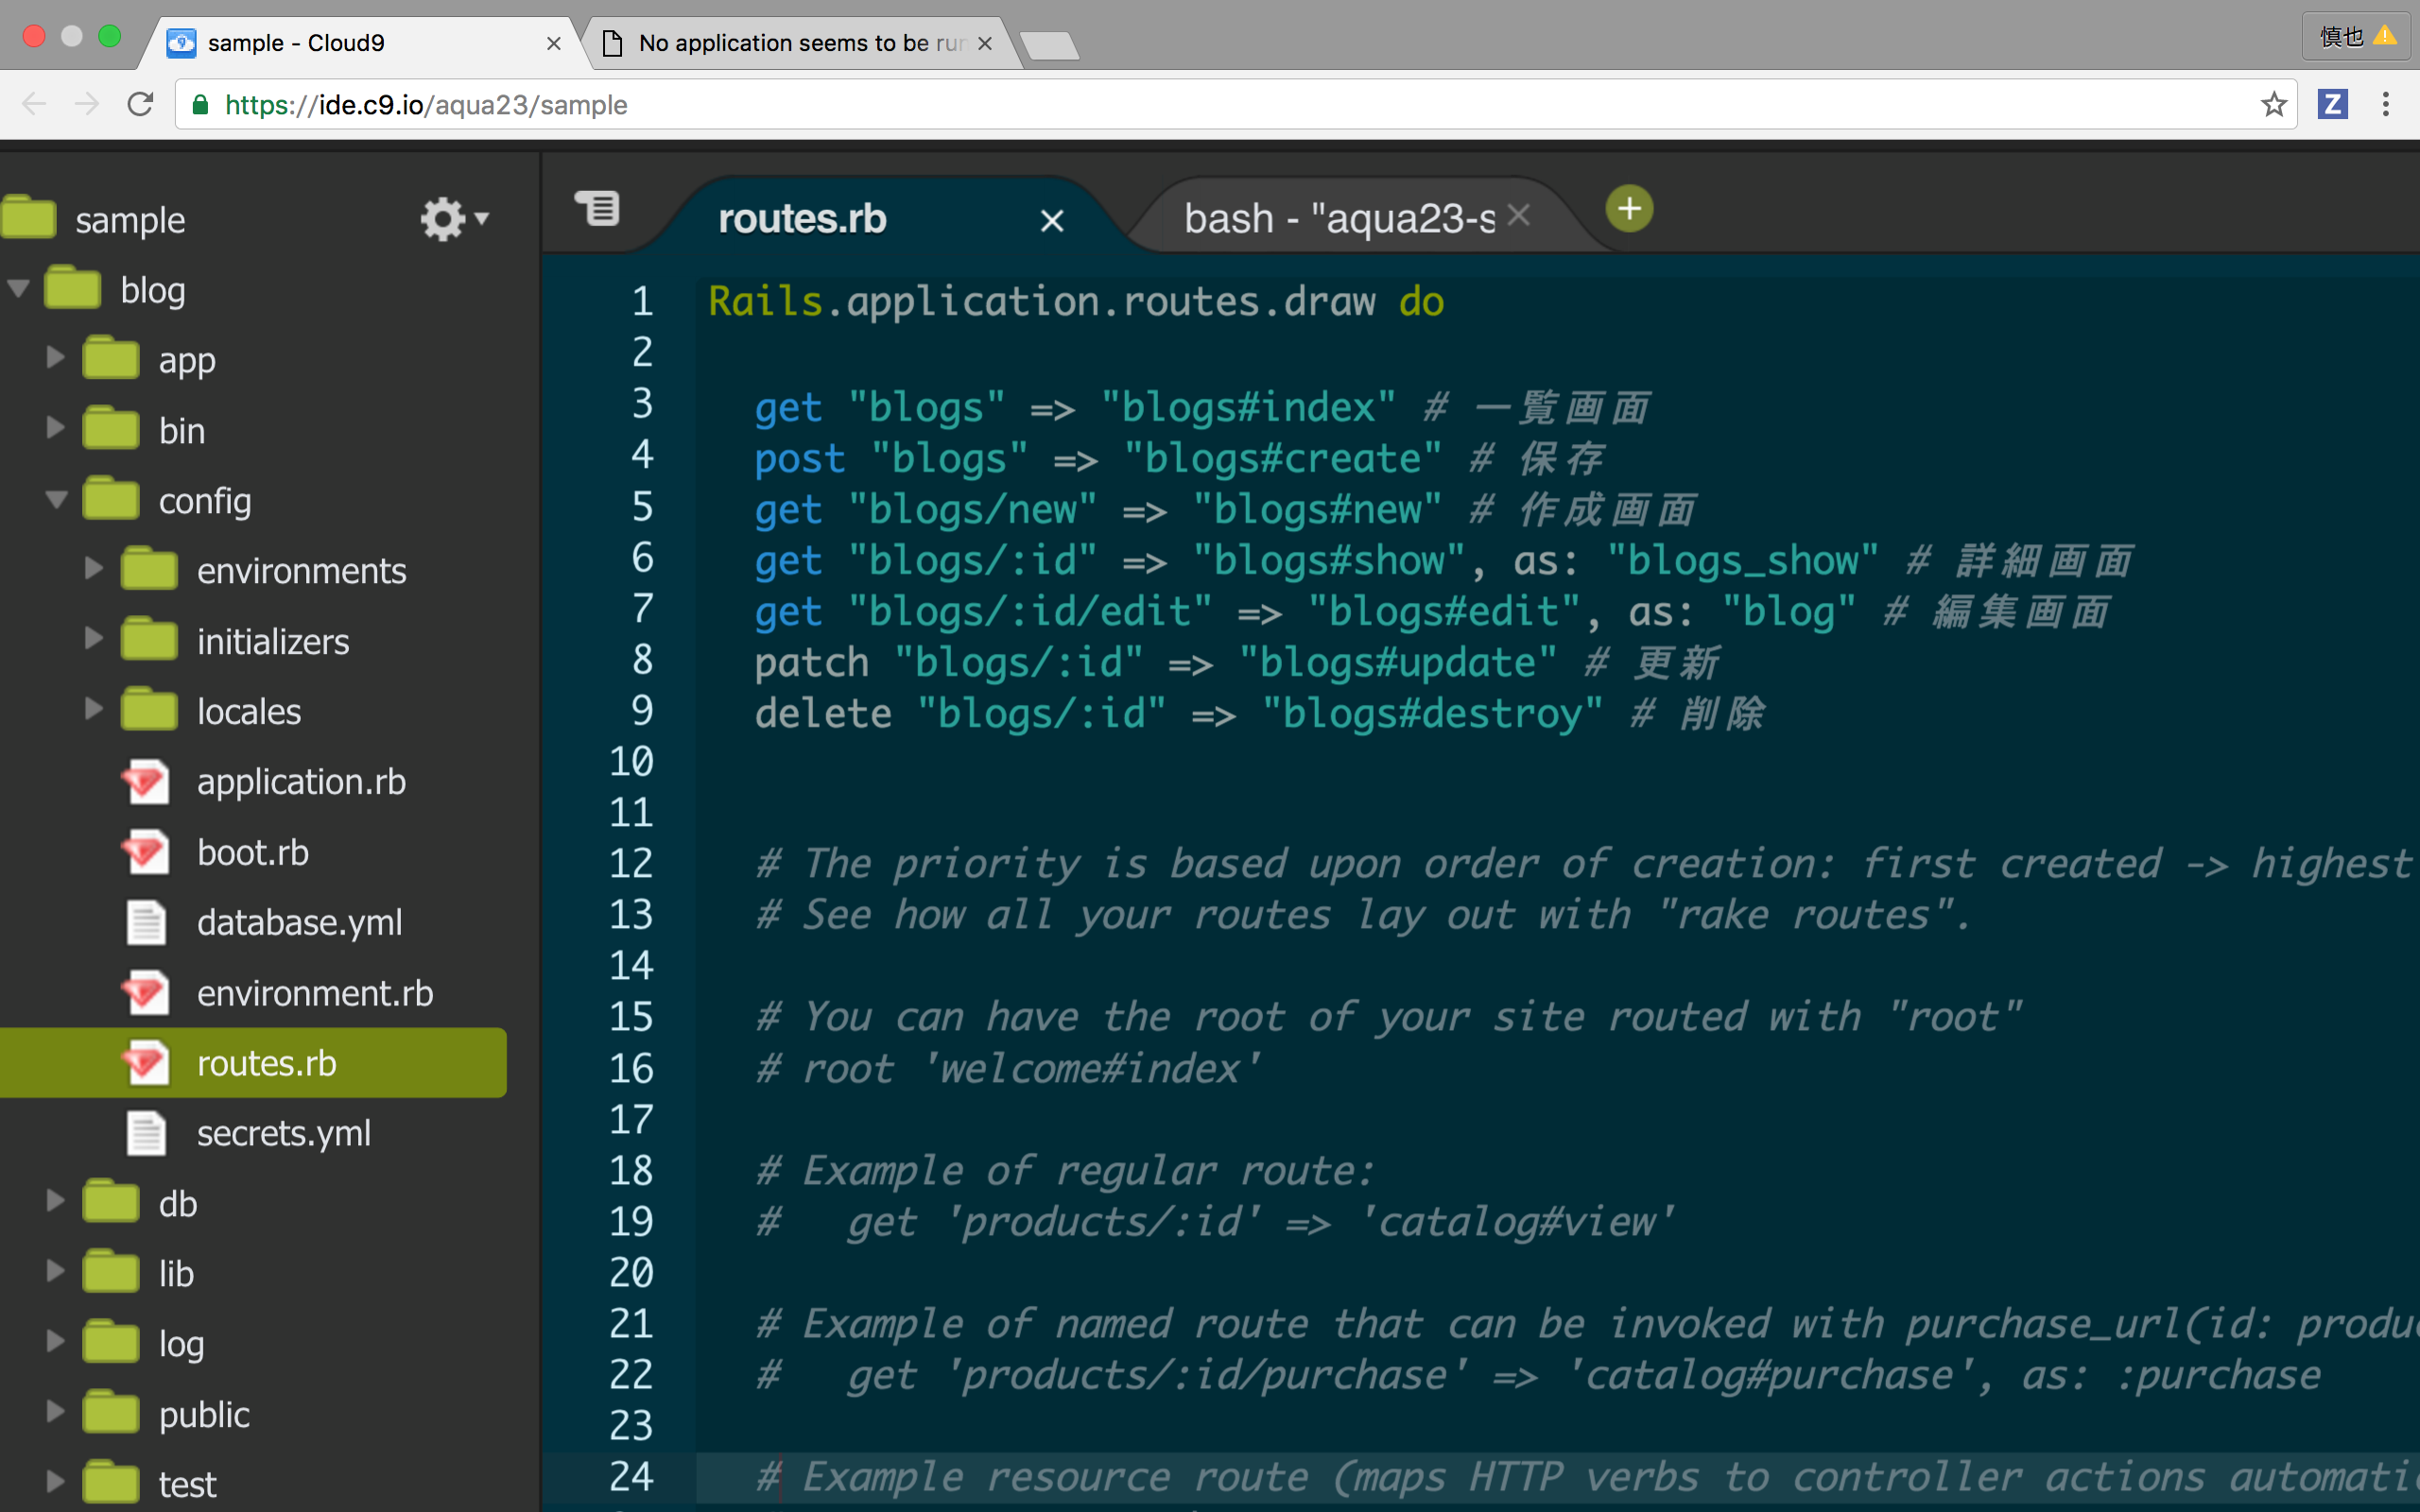 sample - Cloud9
No application seems to be run
慎也
https://ide.c9.io/aqua23/sample
Z
sample
blog
app
bin
config
environments
initializers
locales
application.rb
boot.rb
database.yml
environment.rb
routes.rb
secrets.yml
db
lib
log
public
test
routes.rb
bash - "aqua23-s
1 Rails.application.routes.draw do
2
3 get "blogs" => "blogs#index" # 一覧画面
4 post "blogs" => "blogs#create" # 保存
5 get "blogs/new" => "blogs#new" # 作成画面
6 get "blogs/:id" => "blogs#show", as: "blogs_show" # 詳細画面
7 get "blogs/:id/edit" => "blogs#edit", as: "blog" # 編集画面
8 patch "blogs/:id" => "blogs#update" # 更新
9 delete "blogs/:id" => "blogs#destroy" # 削除
10
11
12 # The priority is based upon order of creation: first created -> highest
13 # See how all your routes lay out with "rake routes".
14
15 # You can have the root of your site routed with "root"
16 # root 'welcome#index'
17
18 # Example of regular route:
19 #   get 'products/:id' => 'catalog#view'
20
21 # Example of named route that can be invoked with purchase_url(id: produ
22 #   get 'products/:id/purchase' => 'catalog#purchase', as: :purchase
23
24 # Example resource route (maps HTTP verbs to controller actions automati